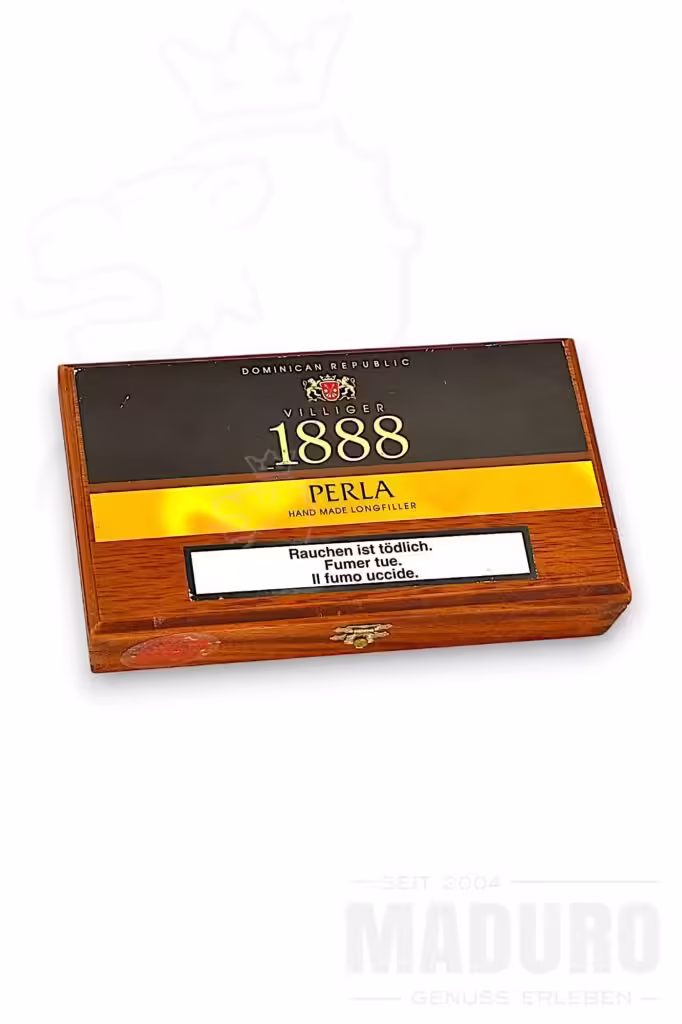 DOMINICAN REPUBLIC
VILLIGER
1888
PERLA
HAND MADE LONGFILLER
Rauchen ist tödlich.
Fumer tue.
Il fumo uccide.
SEIT 2004
MADURO
GENUSS ERLEBEN